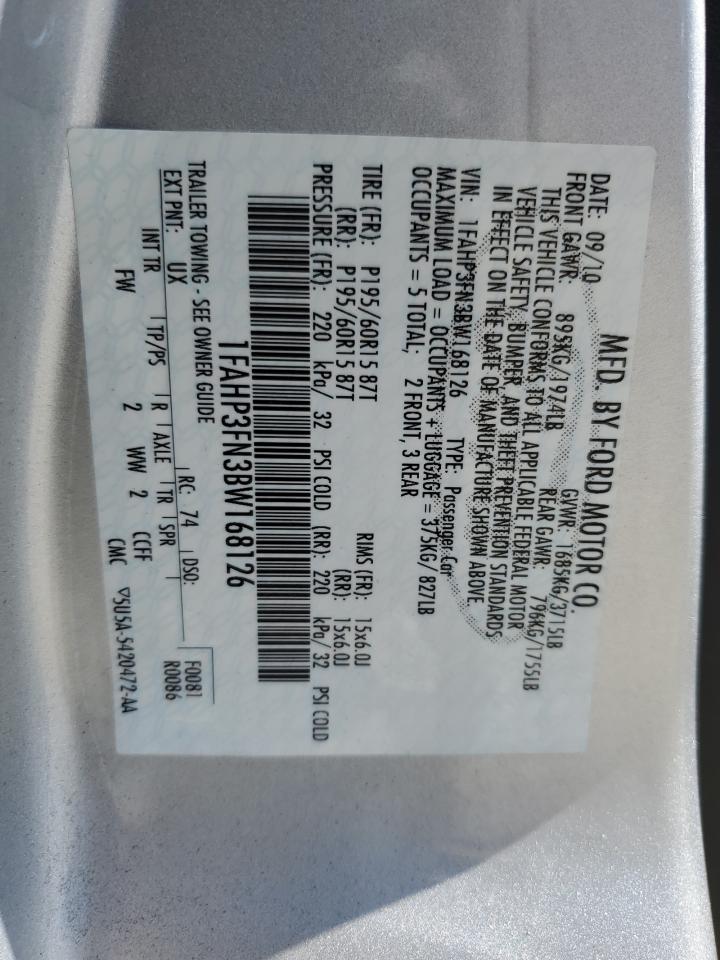 MFD. BY FORD MOTOR CO.
DATE: 09/10 GVWR: 1685KG/3715LB
FRONT GAWR: 895KG/1974LB REAR GAWR: 796KG/1755LB
THIS VEHICLE CONFORMS TO ALL APPLICABLE FEDERAL MOTOR
VEHICLE SAFETY, BUMPER, AND THEFT PREVENTION STANDARDS
IN EFFECT ON THE DATE OF MANUFACTURE SHOWN ABOVE.
VIN: 1FAHP3FN3BW168126 TYPE: Passenger Car
MAXIMUM LOAD = OCCUPANTS + LUGGAGE = 375KG/ 827LB
OCCUPANTS = 5 TOTAL; 2 FRONT, 3 REAR
TIRE (FR): P195/60R15 87T RIMS (FR): 15x6.0J
(RR): P195/60R15 87T (RR): 15x6.0J
PRESSURE (FR): 220 kPa/ 32 PSI COLD (RR): 220 kPa/ 32 PSI COLD
1FAHP3FN3BW168126
TRAILER TOWING - SEE OWNER GUIDE F0081
EXT PNT: UX RC: 74 DSO: R0086
INT TR TP/PS R AXLE TR SPR
FW 2 WW 2 CCFF
CMC ▽5U5A-5420472-AA